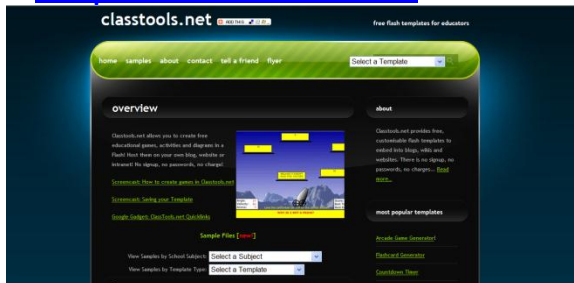 classtools.net
ADD THIS
free flash templates for educators
home samples about contact tell a friend flyer
Select a Template
overview
Classtools.net allows you to create free
educational games, activities and diagrams in a
Flash! Host them on your own blog, website or
intranet! No signup, no passwords, no charge!
Screencast: How to create games in Classtools.net
Screencast: Saving your Template
Google Gadget: ClassTools.net Quicklinks
Sample Files [new!]
View Samples by School Subject: Select a Subject
View Samples by Template Type: Select a Template
about
Classtools.net provides free,
customisable flash templates to
embed into blogs, wikis and
websites. There is no signup, no
passwords, no charges... Read
more...
most popular templates
Arcade Game Generator!
Flashcard Generator
Countdown Timer